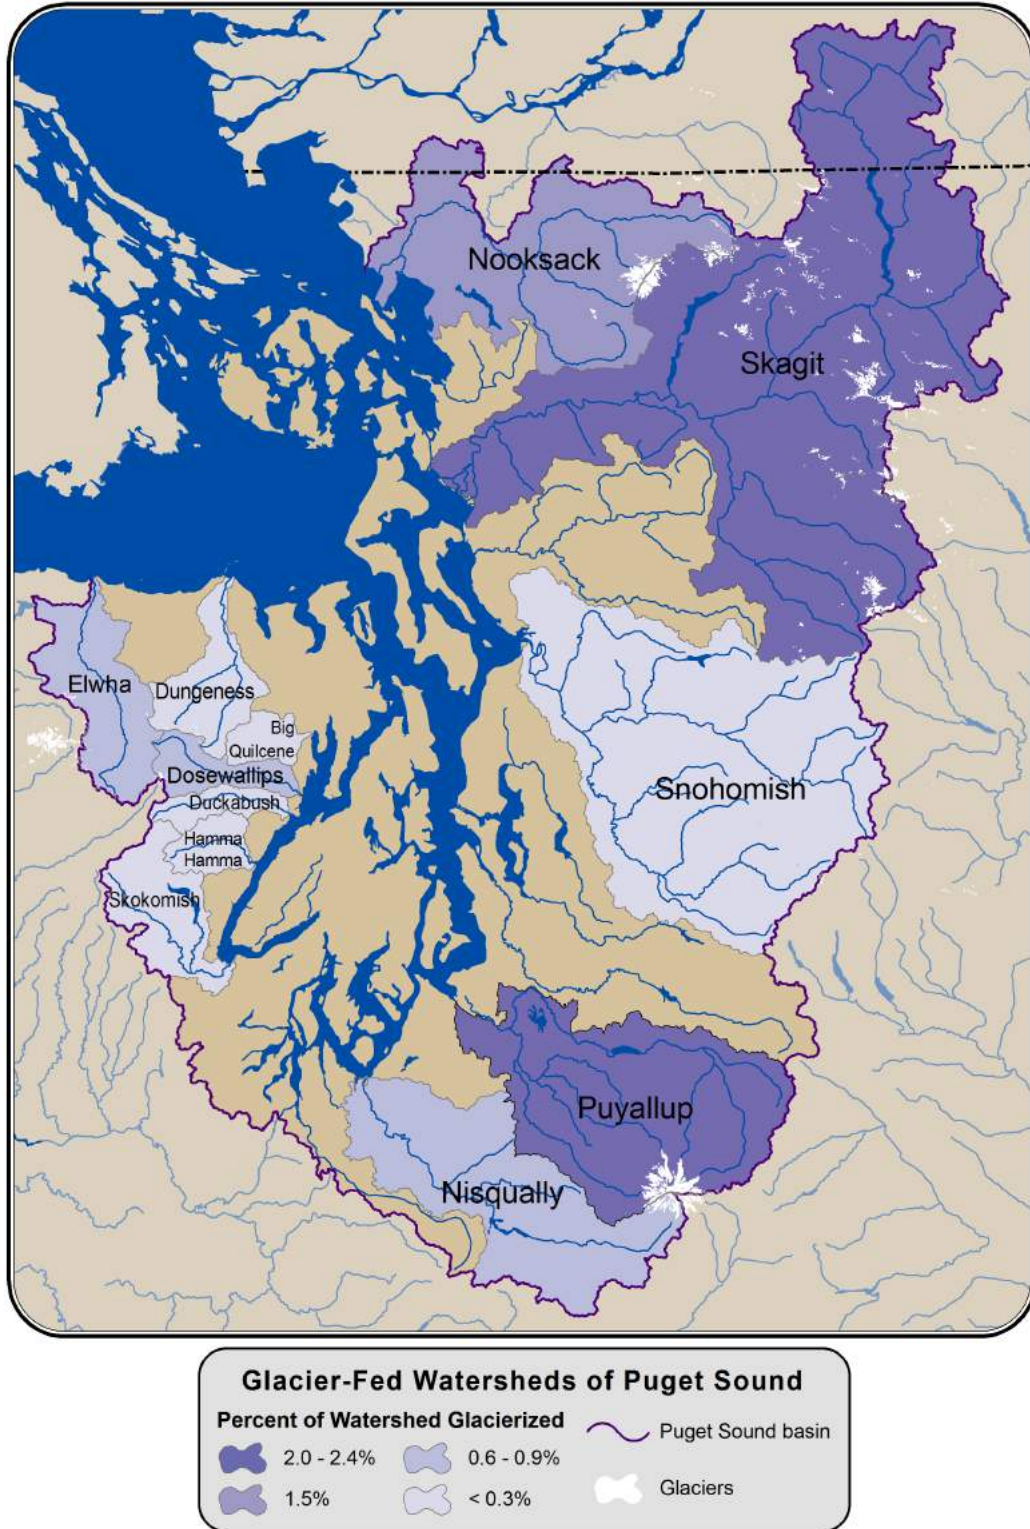 Nooksack
Skagit
Elwha
Dungeness
Big
Quilcene
Dosewallips
Duckabush
Hamma
Hamma
Skokomish
Snohomish
Puyallup
Nisqually
Glacier-Fed Watersheds of Puget Sound
Percent of Watershed Glacierized
2.0 - 2.4%
1.5%
0.6 - 0.9%
< 0.3%
Puget Sound basin
Glaciers